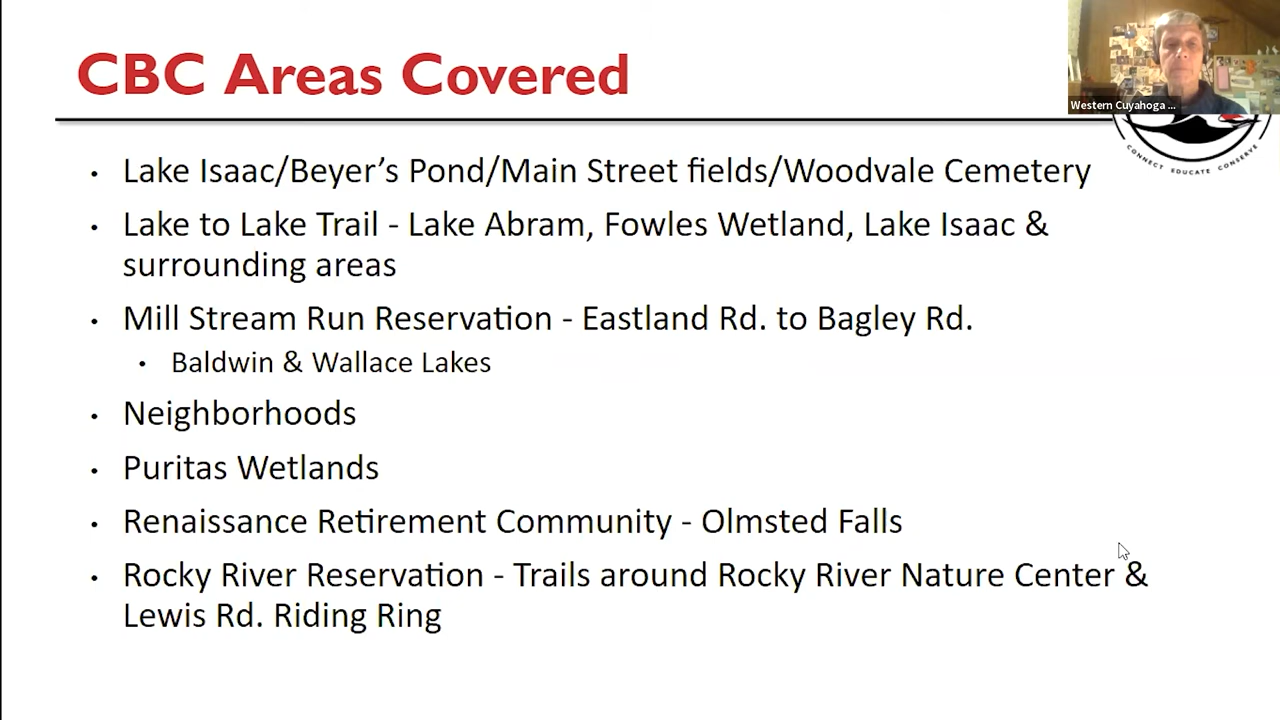 CBC Areas Covered
Western Cuyahoga ...
CONNECT EDUCATE CONSERVE
• Lake Isaac/Beyer’s Pond/Main Street fields/Woodvale Cemetery
• Lake to Lake Trail - Lake Abram, Fowles Wetland, Lake Isaac &
surrounding areas
• Mill Stream Run Reservation - Eastland Rd. to Bagley Rd.
• Baldwin & Wallace Lakes
• Neighborhoods
• Puritas Wetlands
• Renaissance Retirement Community - Olmsted Falls
• Rocky River Reservation - Trails around Rocky River Nature Center &
Lewis Rd. Riding Ring